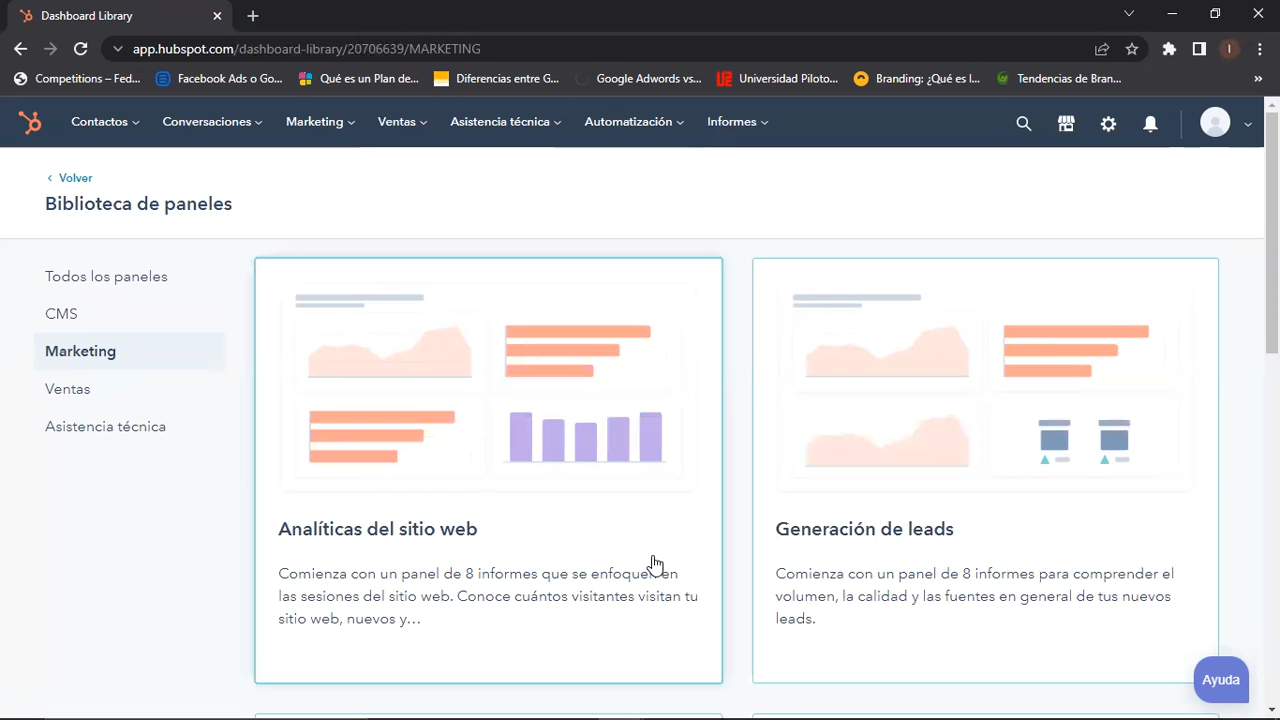 Dashboard Library
app.hubspot.com/dashboard-library/20706639/MARKETING
I
Competitions – Fed...
Facebook Ads o Go...
Qué es un Plan de...
Diferencias entre G...
Google Adwords vs...
Universidad Piloto...
Branding: ¿Qué es l...
Tendencias de Bran...
Contactos
Conversaciones
Marketing
Ventas
Asistencia técnica
Automatización
Informes
Volver
Biblioteca de paneles
Todos los paneles
CMS
Marketing
Ventas
Asistencia técnica
Analíticas del sitio web
Comienza con un panel de 8 informes que se enfoquen en
las sesiones del sitio web. Conoce cuántos visitantes visitan tu
sitio web, nuevos y...
Generación de leads
Comienza con un panel de 8 informes para comprender el
volumen, la calidad y las fuentes en general de tus nuevos
leads.
Ayuda